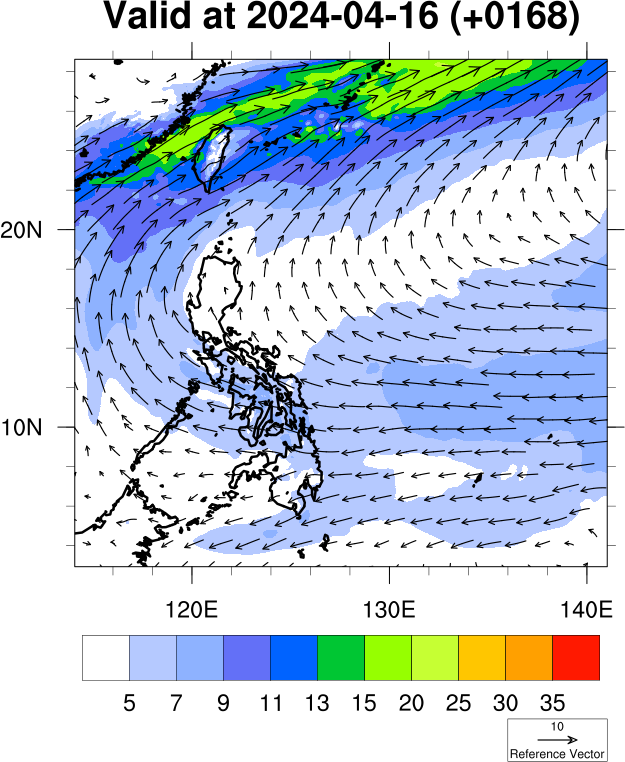 Valid at 2024-04-16 (+0168)
20N
10N
120E 130E 140E
5 7 9 11 13 15 20 25 30 35
10
Reference Vector